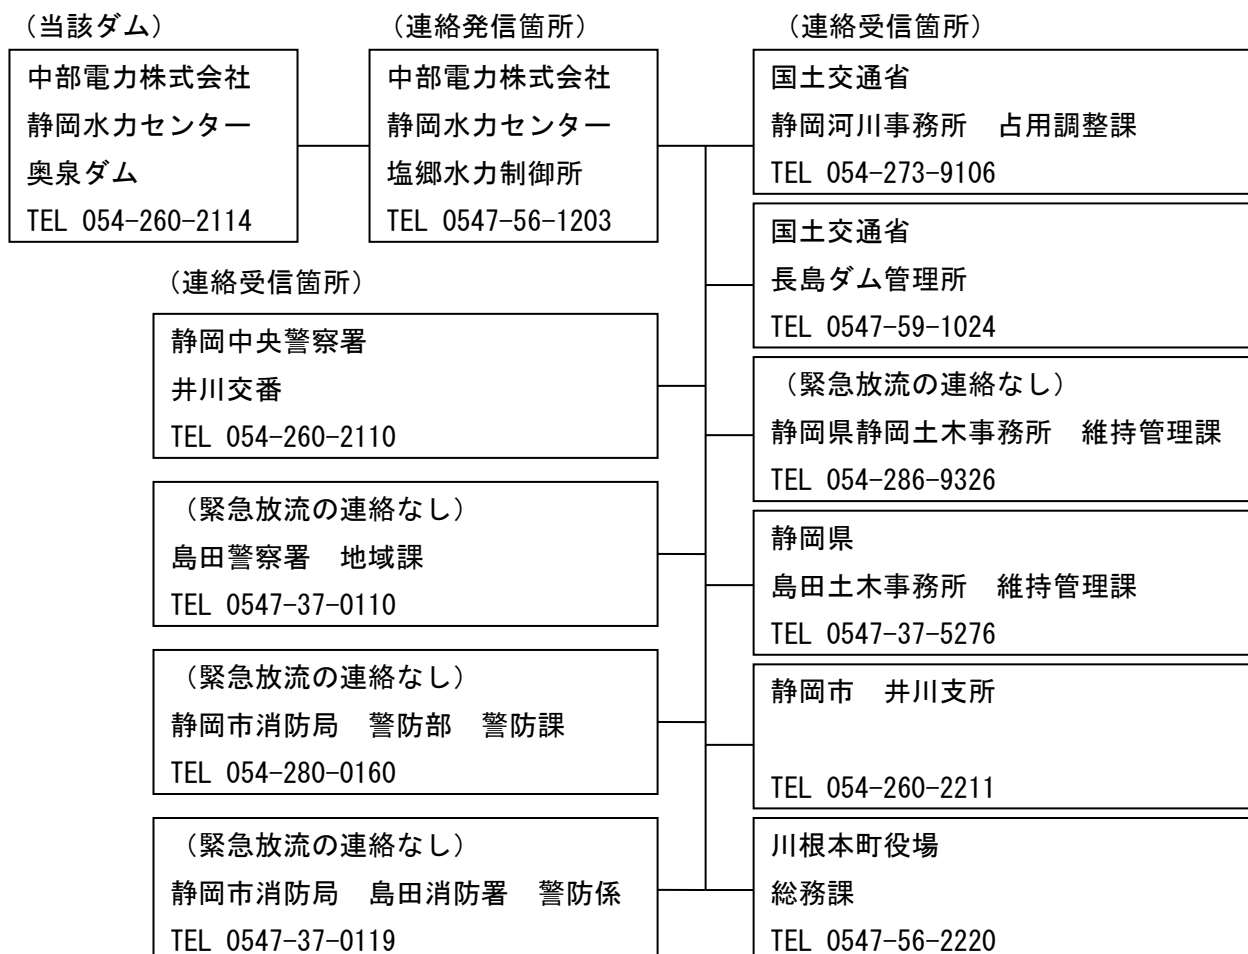 （当該ダム）
中部電力株式会社
静岡水力センター
奥泉ダム
TEL 054-260-2114
（連絡発信箇所）
中部電力株式会社
静岡水力センター
塩郷水力制御所
TEL 0547-56-1203
（連絡受信箇所）
国土交通省
静岡河川事務所　占用調整課
TEL 054-273-9106
国土交通省
長島ダム管理所
TEL 0547-59-1024
（緊急放流の連絡なし）
静岡県静岡土木事務所　維持管理課
TEL 054-286-9326
静岡県
島田土木事務所　維持管理課
TEL 0547-37-5276
静岡市　井川支所
TEL 054-260-2211
川根本町役場
総務課
TEL 0547-56-2220
（連絡受信箇所）
静岡中央警察署
井川交番
TEL 054-260-2110
（緊急放流の連絡なし）
島田警察署　地域課
TEL 0547-37-0110
（緊急放流の連絡なし）
静岡市消防局　警防部　警防課
TEL 054-280-0160
（緊急放流の連絡なし）
静岡市消防局　島田消防署　警防係
TEL 0547-37-0119